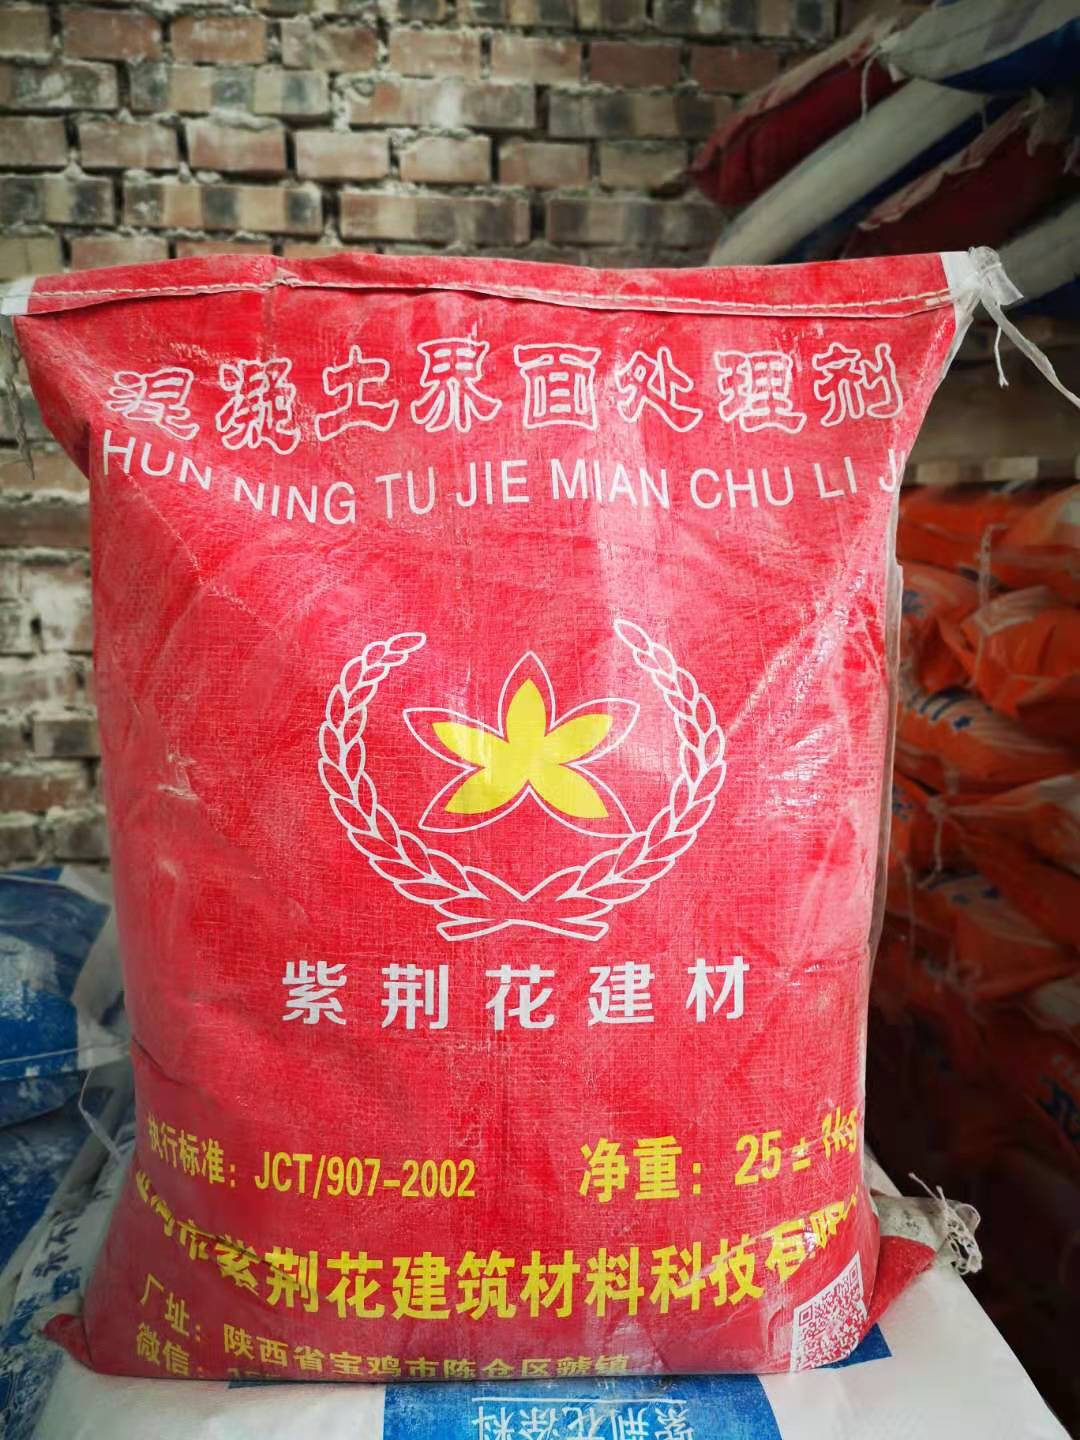 混凝土界面处理剂
HUN NING TU JIE MIAN CHU LI J
紫荆花建材
执行标准：JCT/907-2002
净重：25±1kg
市紫荆花建筑材料科技有限
厂址：陕西省宝鸡市陈仓区虢镇
微信：
紫荆花涂料